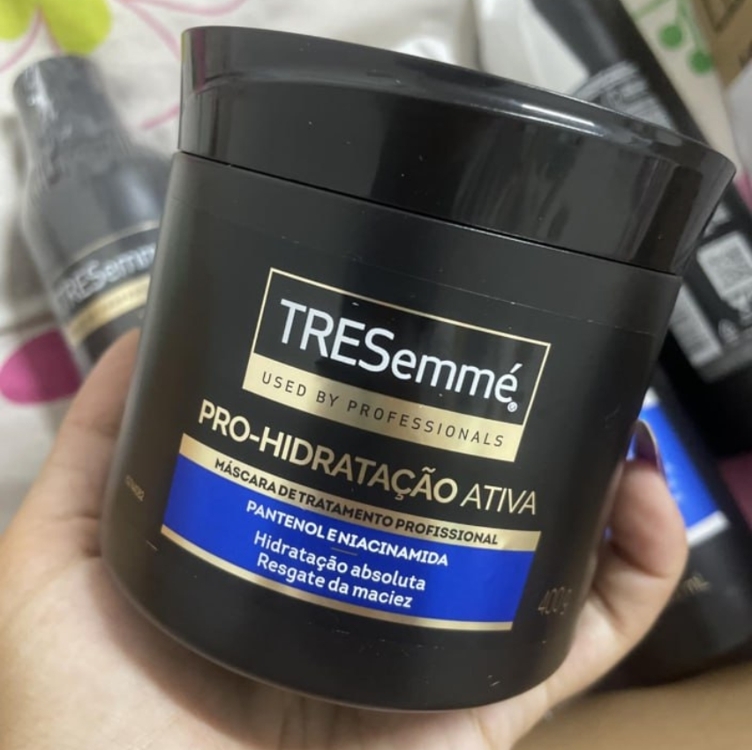 TRESemmé
USED BY PROFESSIONALS
PRO-HIDRATAÇÃO ATIVA
MÁSCARA DE TRATAMENTO PROFISSIONAL
PANTENOL E NIACINAMIDA
Hidratação absoluta
Resgate da maciez
400g
TRESemm